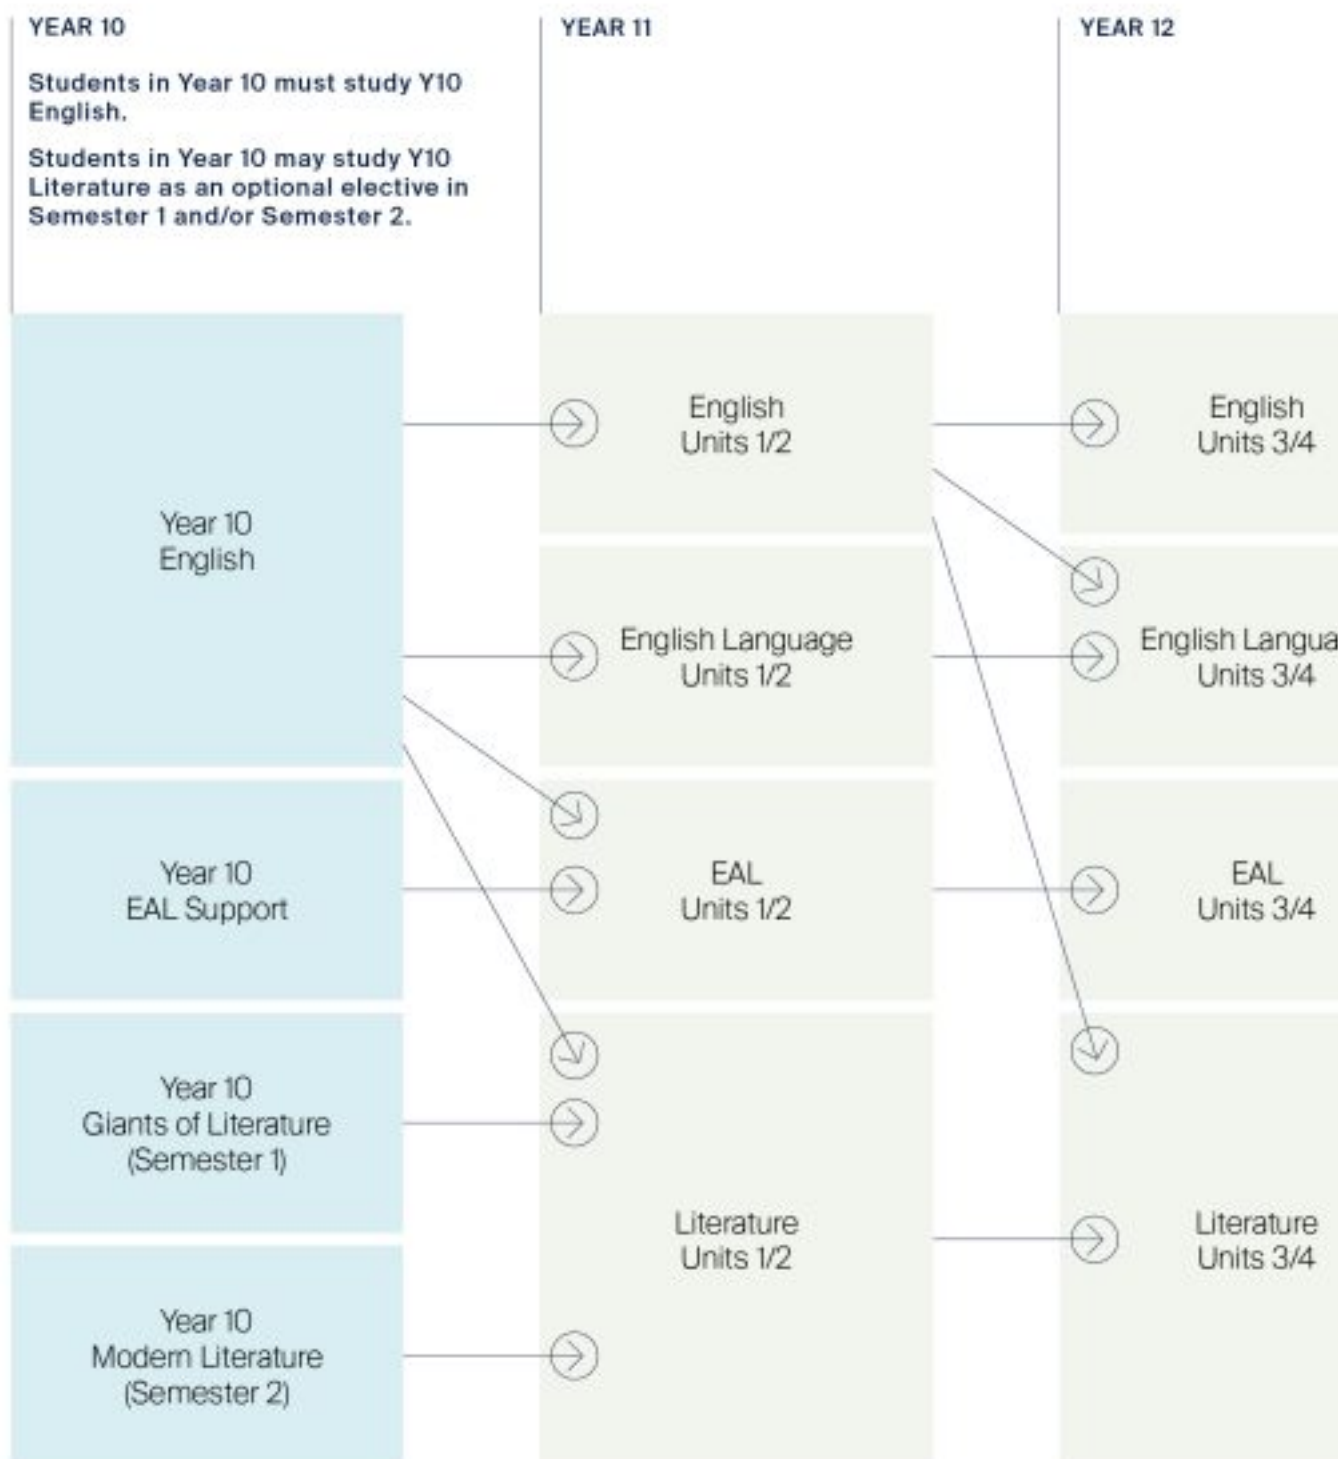 YEAR 10
Students in Year 10 must study Y10
English.
Students in Year 10 may study Y10
Literature as an optional elective in
Semester 1 and/or Semester 2.
Year 10
English
Year 10
EAL Support
Year 10
Giants of Literature
(Semester 1)
Year 10
Modern Literature
(Semester 2)
YEAR 11
English
Units 1/2
English Language
Units 1/2
EAL
Units 1/2
Literature
Units 1/2
YEAR 12
English
Units 3/4
English Langua
Units 3/4
EAL
Units 3/4
Literature
Units 3/4